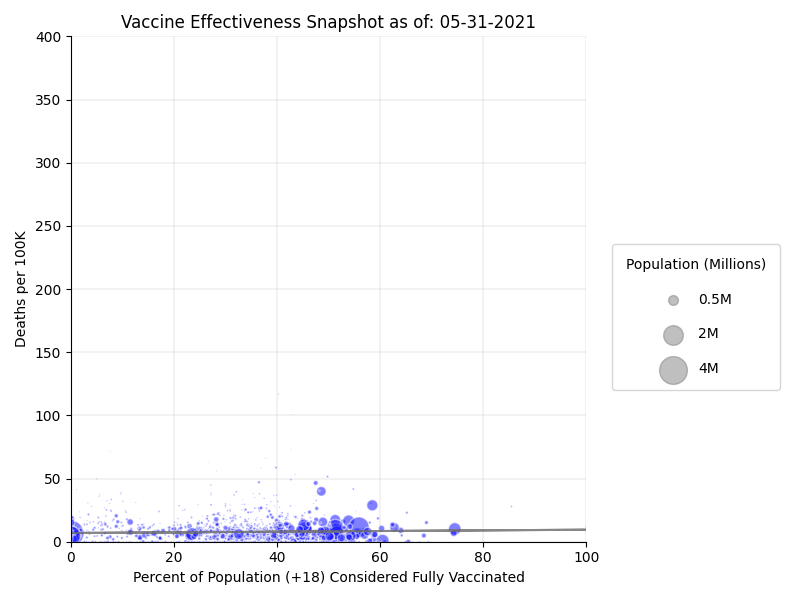 Vaccine Effectiveness Snapshot as of: 05-31-2021
400
350
300
250
200
150
100
50
0
Deaths per 100K
0 20 40 60 80 100
Percent of Population (+18) Considered Fully Vaccinated
Population (Millions)
0.5M
2M
4M